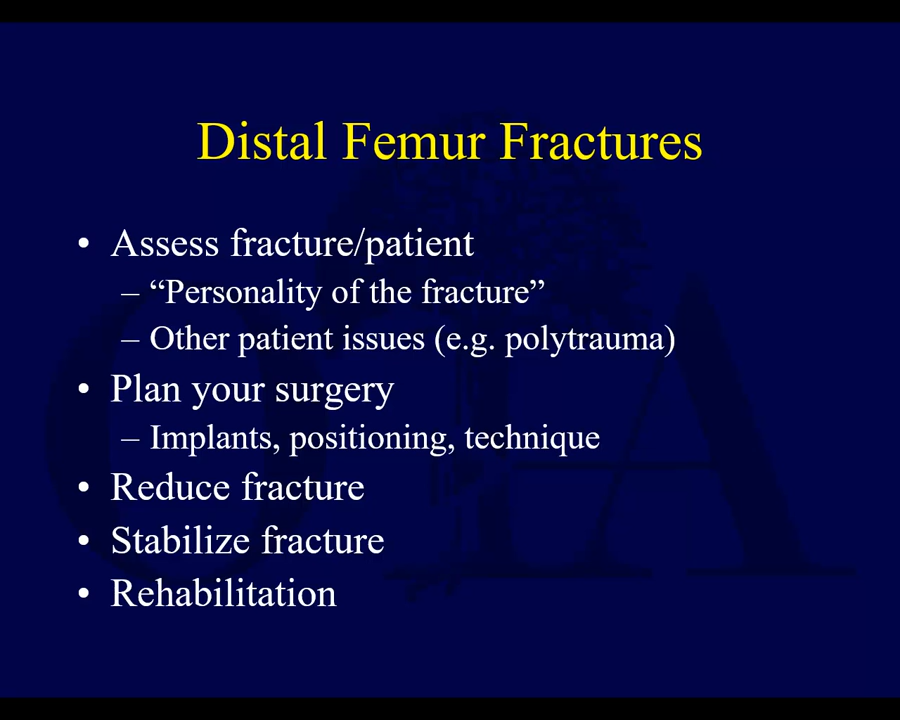 Distal Femur Fractures
• Assess fracture/patient
– “Personality of the fracture”
– Other patient issues (e.g. polytrauma)
• Plan your surgery
– Implants, positioning, technique
• Reduce fracture
• Stabilize fracture
• Rehabilitation
OTA